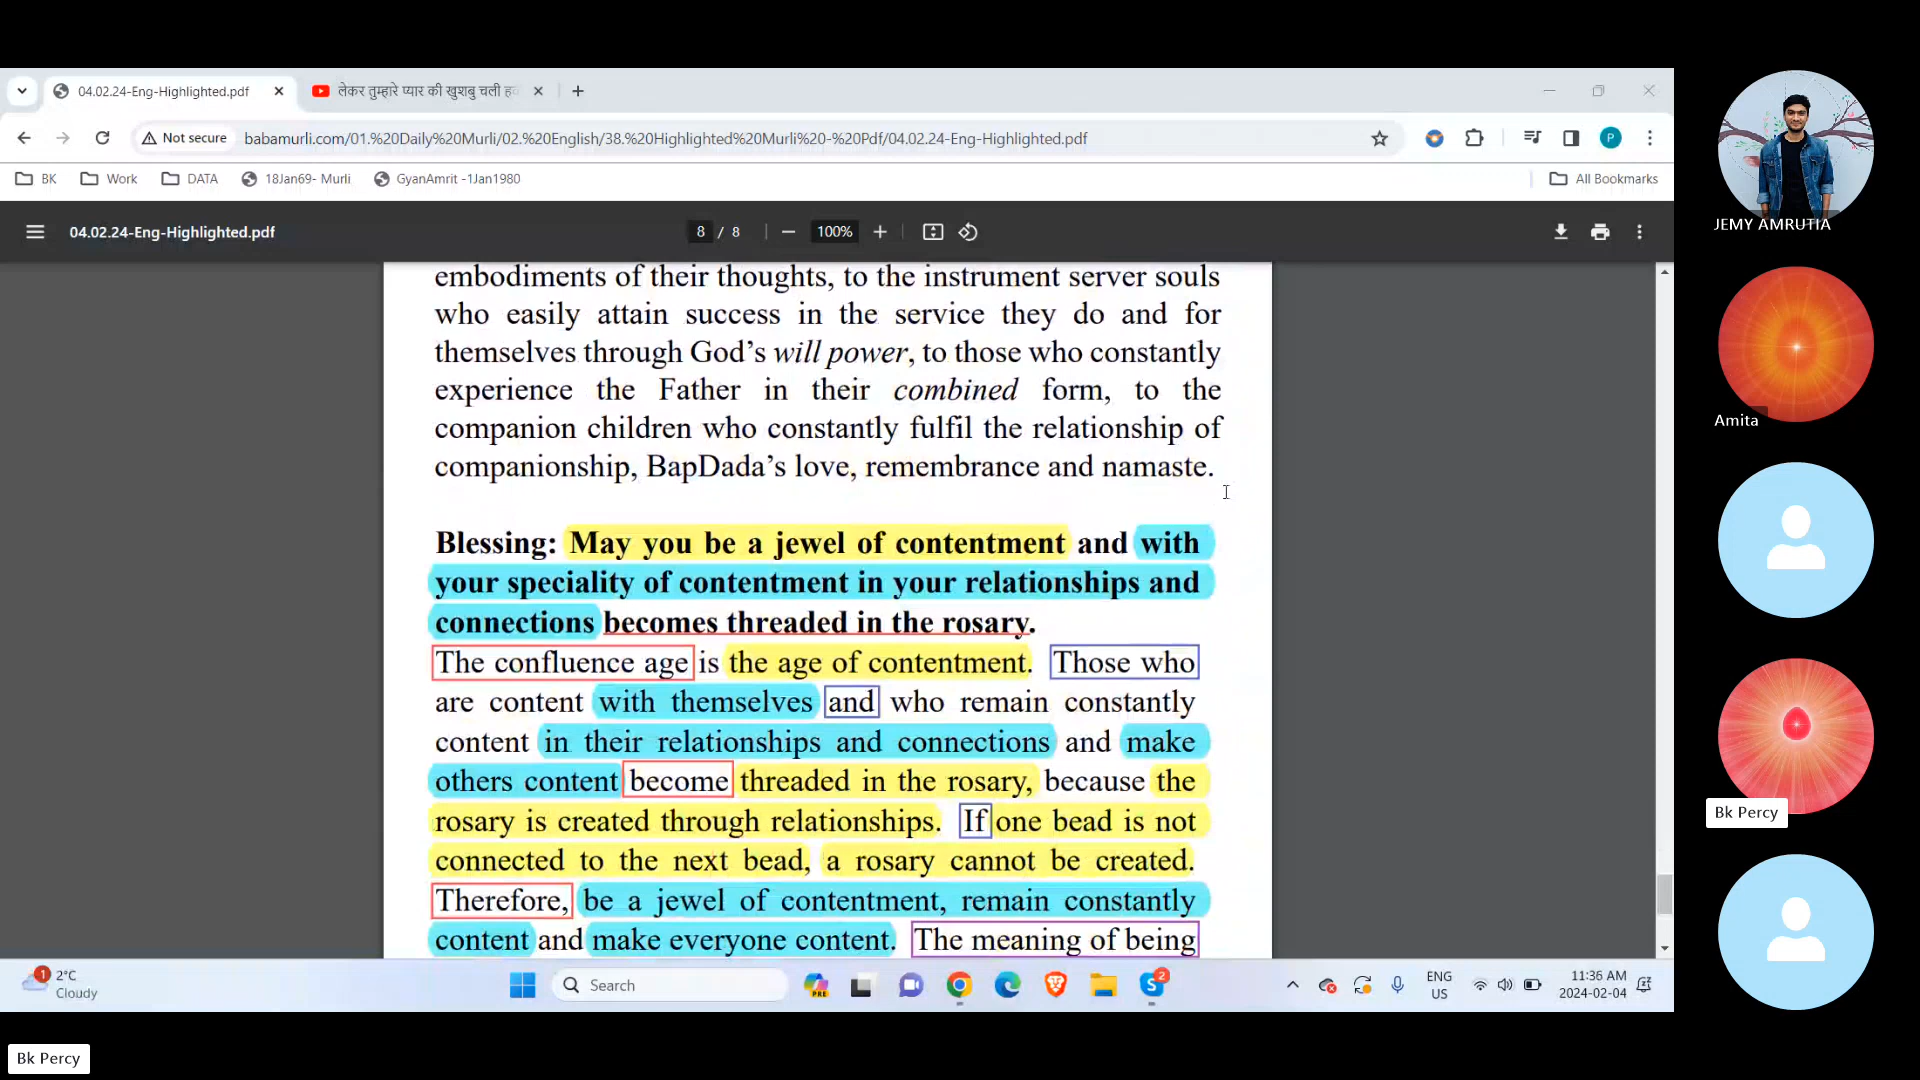 04.02.24-Eng-Highlighted.pdf
लेकर तुम्हारे प्यार की खुशबु चली
Not secure
babamurli.com/01.%20Daily%20Murli/02.%20English/38.%20Highlighted%20Murli%20-%20Pdf/04.02.24-Eng-Highlighted.pdf
P
BK
Work
DATA
18Jan69- Murli
GyanAmrit -1Jan1980
All Bookmarks
04.02.24-Eng-Highlighted.pdf
8 / 8
100%
embodiments of their thoughts, to the instrument server souls
who easily attain success in the service they do and for
themselves through God's will power, to those who constantly
experience the Father in their combined form, to the
companion children who constantly fulfil the relationship of
companionship, BapDada's love, remembrance and namaste.
Blessing: May you be a jewel of contentment and with
your speciality of contentment in your relationships and
connections becomes threaded in the rosary.
The confluence age is the age of contentment. Those who
are content with themselves and who remain constantly
content in their relationships and connections and make
others content become threaded in the rosary, because the
rosary is created through relationships. If one bead is not
connected to the next bead, a rosary cannot be created.
Therefore, be a jewel of contentment, remain constantly
content and make everyone content. The meaning of being
1
2°C
Cloudy
Search
PRE
S
2
ENG
US
11:36 AM
2024-02-04
JEMY AMRUTIA
Amita
Bk Percy
Bk Percy